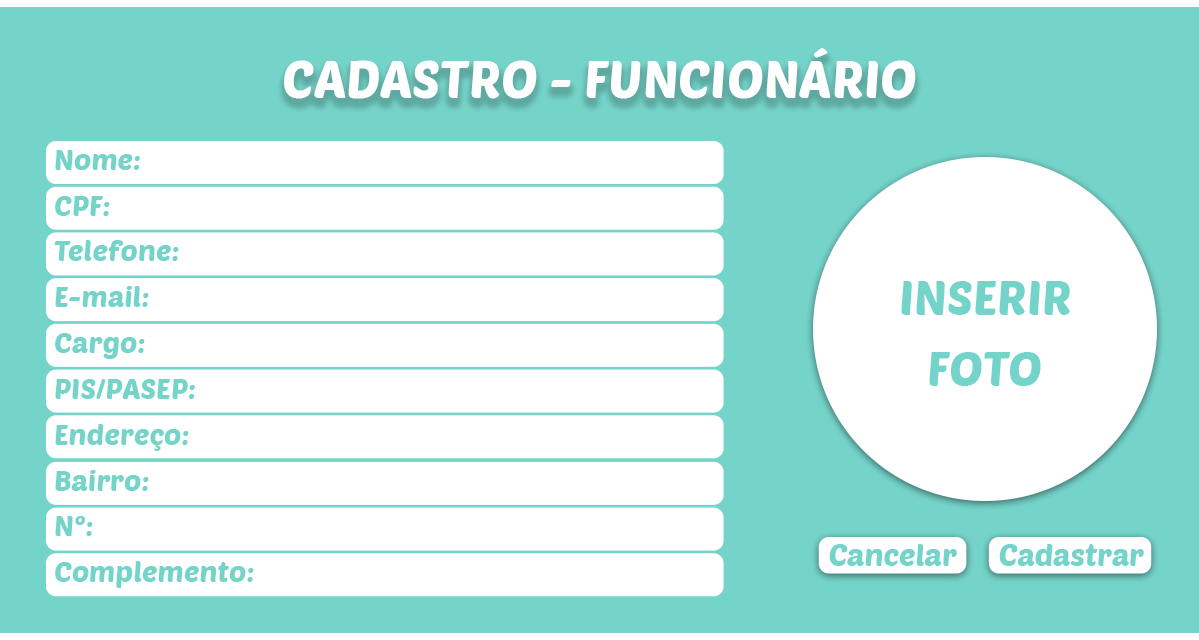 CADASTRO - FUNCIONÁRIO
Nome:
CPF:
Telefone:
E-mail:
Cargo:
PIS/PASEP:
Endereço:
Bairro:
Nº:
Complemento:
INSERIR
FOTO
Cancelar
Cadastrar